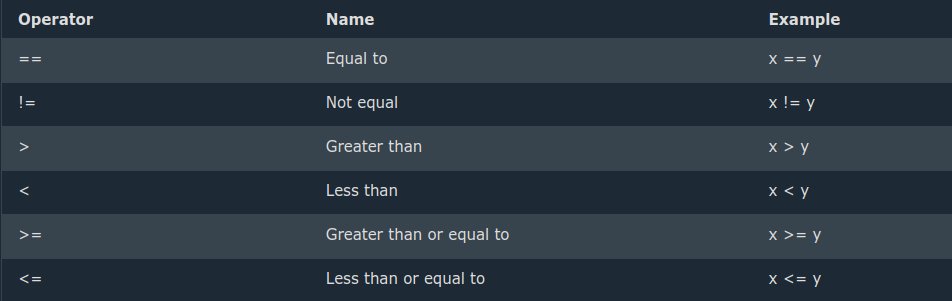 Operator Name Example
== Equal to x == y
!= Not equal x != y
> Greater than x > y
< Less than x < y
>= Greater than or equal to x >= y
<= Less than or equal to x <= y